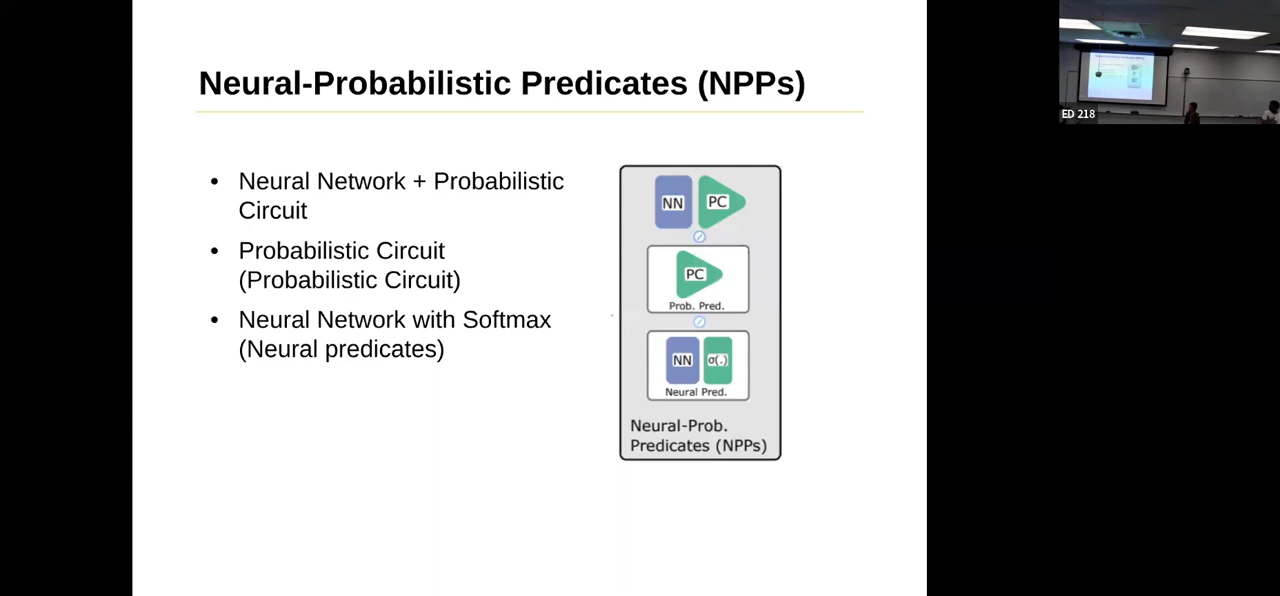 Neural-Probabilistic Predicates (NPPs)
• Neural Network + Probabilistic
Circuit
• Probabilistic Circuit
(Probabilistic Circuit)
• Neural Network with Softmax
(Neural predicates)
NN PC
PC
Prob. Pred.
NN σ(.)
Neural Pred.
Neural-Prob.
Predicates (NPPs)
ED 218